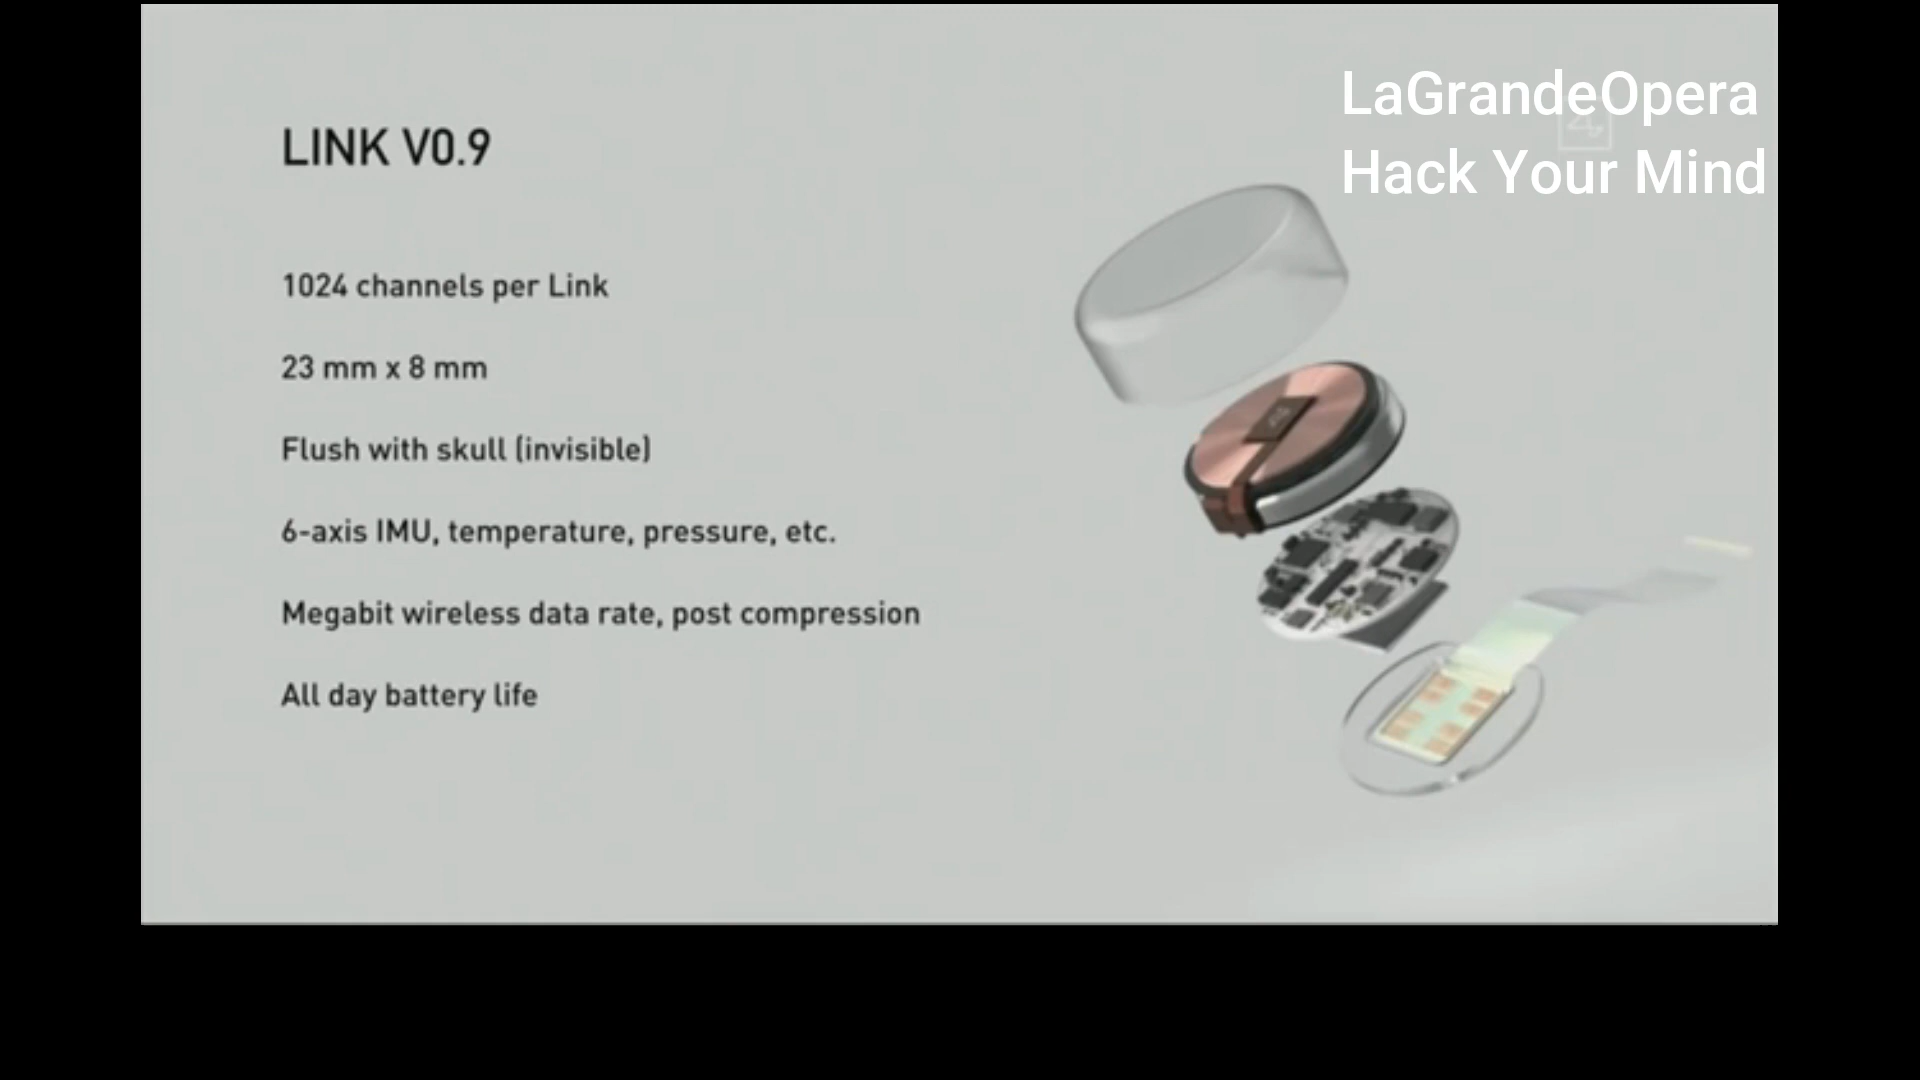 LaGrandeOpera
Hack Your Mind
LINK V0.9
1024 channels per Link
23 mm x 8 mm
Flush with skull (invisible)
6-axis IMU, temperature, pressure, etc.
Megabit wireless data rate, post compression
All day battery life